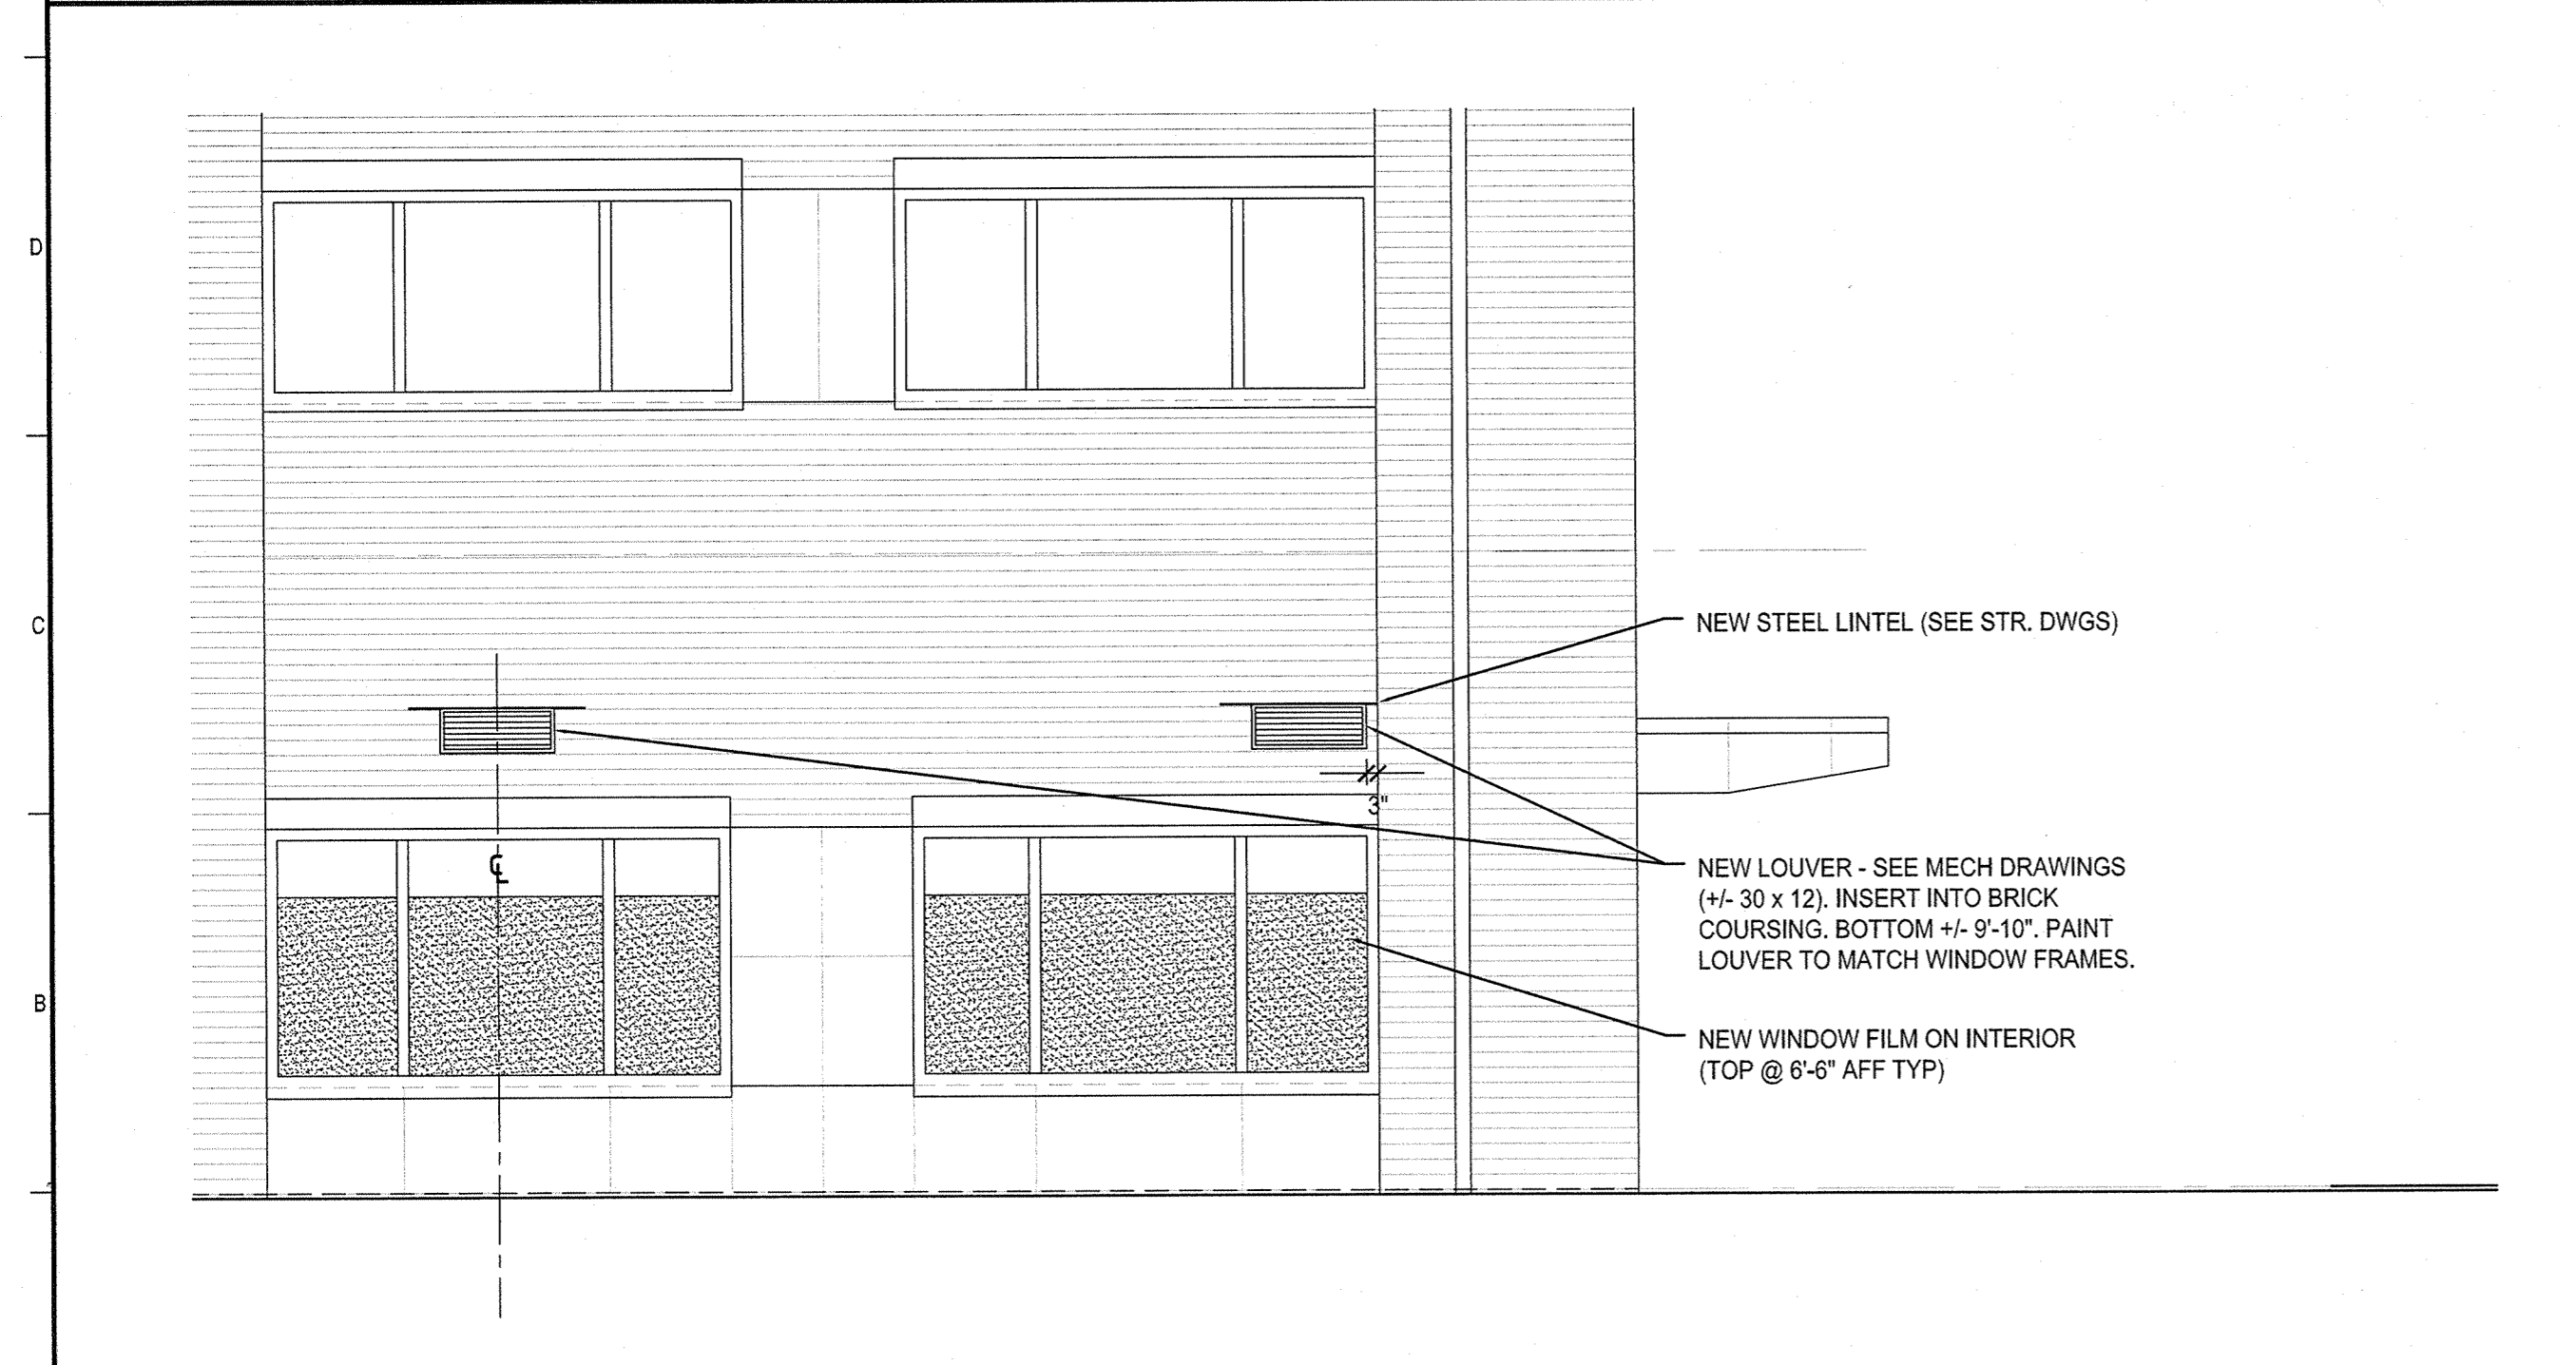 D
C
NEW STEEL LINTEL (SEE STR. DWGS)
3"
NEW LOUVER - SEE MECH DRAWINGS
(+/- 30 x 12). INSERT INTO BRICK
COURSING. BOTTOM +/- 9'-10". PAINT
LOUVER TO MATCH WINDOW FRAMES.
℄
B
NEW WINDOW FILM ON INTERIOR
(TOP @ 6'-6" AFF TYP)